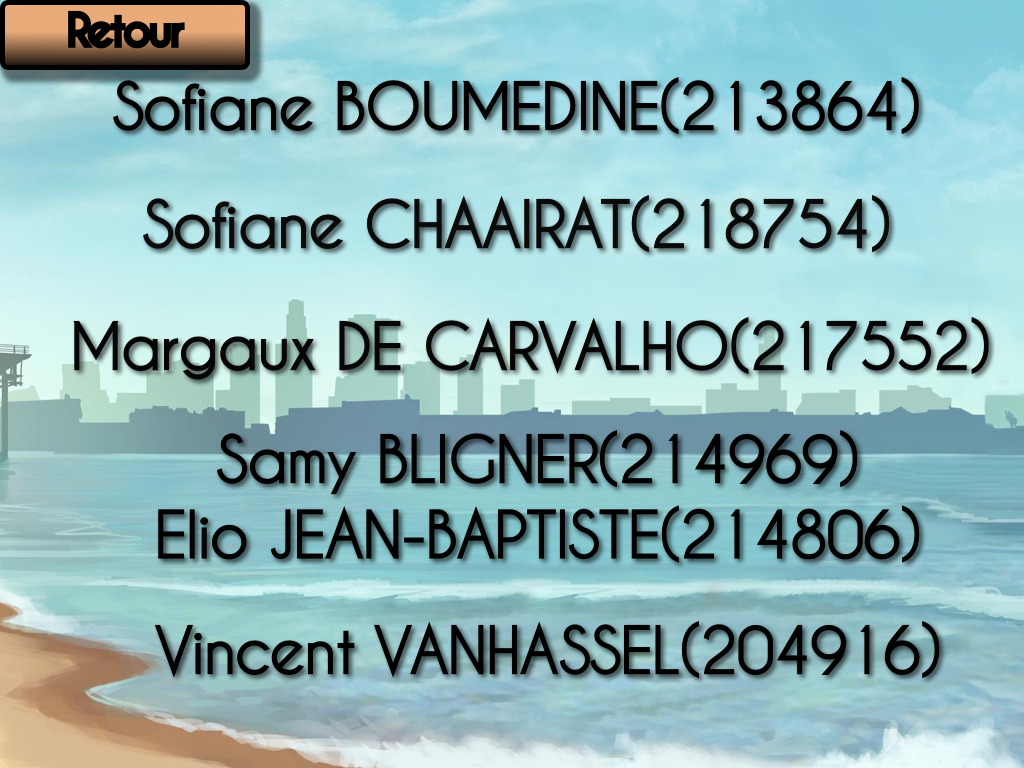 Retour
Sofiane BOUMEDINE(213864)
Sofiane CHAAIRAT(218754)
Margaux DE CARVALHO(217552)
Samy BLIGNER(214969)
Elio JEAN-BAPTISTE(214806)
Vincent VANHASSEL(204916)